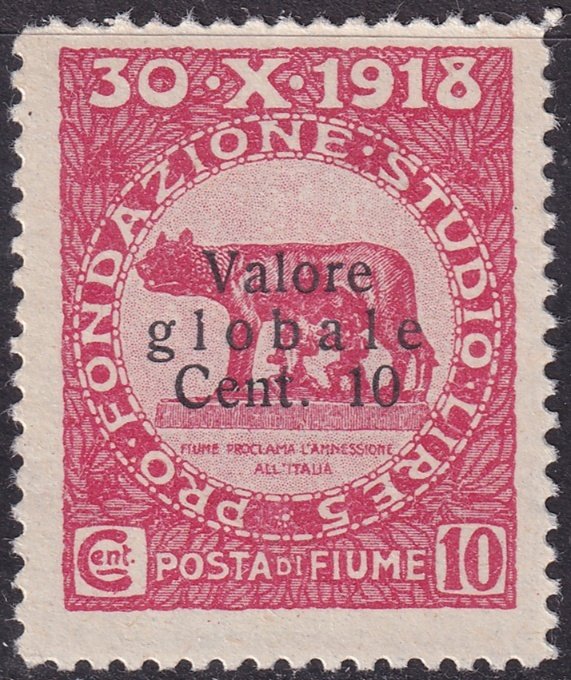 30·X·1918
PRO·FONDAZIONE·STUDIO·LIRE 5
Valore
globale
Cent. 10
FIUME PROCLAMA L'ANNESSIONE
ALL'ITALIA
Cent. POSTA DI FIUME 10